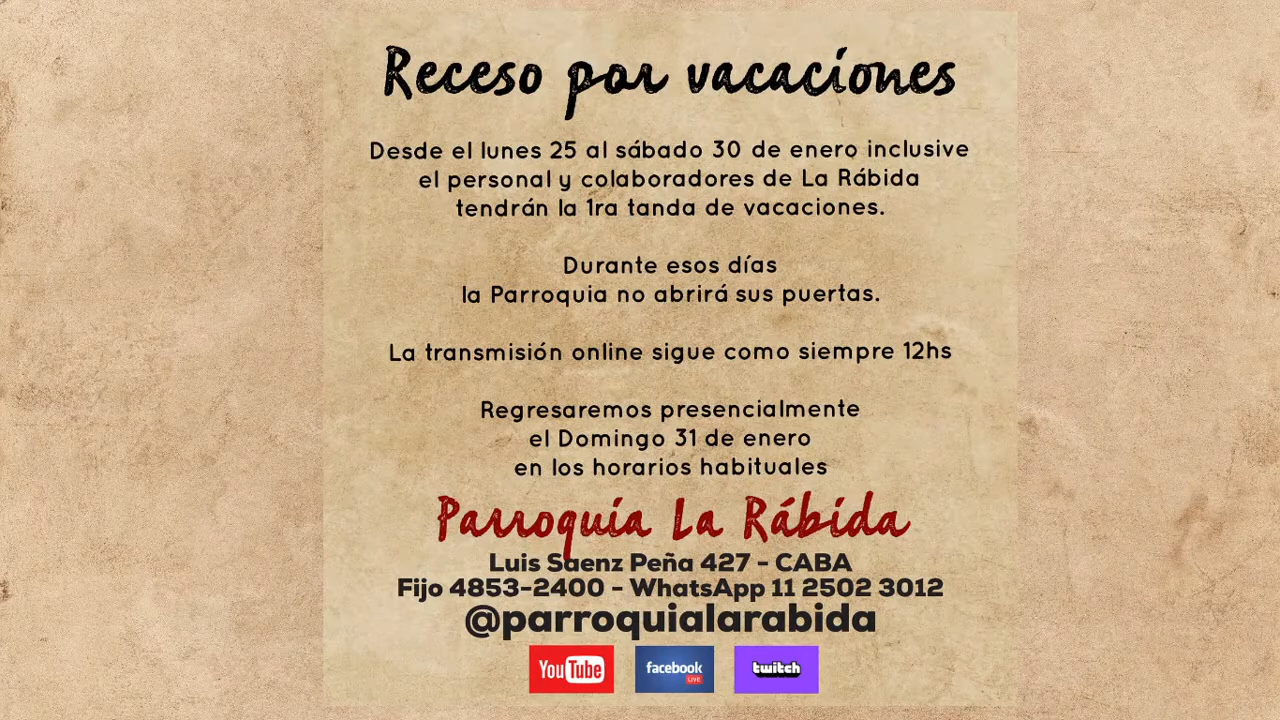 Receso por vacaciones
Desde el lunes 25 al sábado 30 de enero inclusive
el personal y colaboradores de La Rábida
tendrán la 1ra tanda de vacaciones.
Durante esos días
la Parroquia no abrirá sus puertas.
La transmisión online sigue como siempre 12hs
Regresaremos presencialmente
el Domingo 31 de enero
en los horarios habituales
Parroquia La Rábida
Luis Saenz Peña 427 - CABA
Fijo 4853-2400 - WhatsApp 11 2502 3012
@parroquialarabida
YouTube facebook LIVE twitch